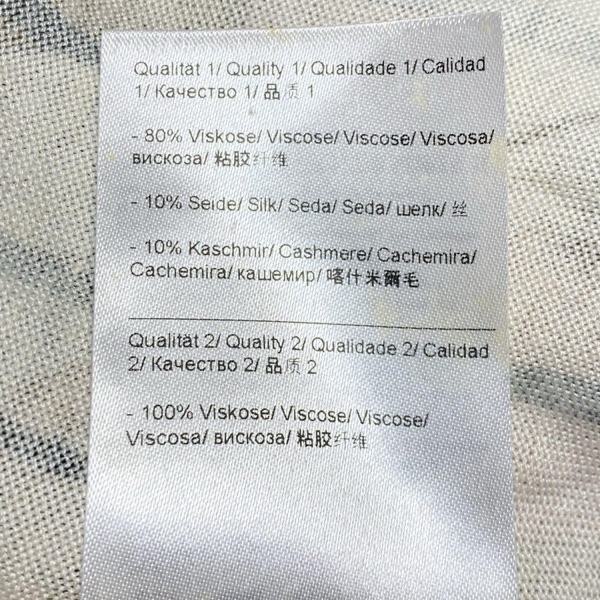 Qualität 1/ Quality 1/ Qualidade 1/ Calidad
1/ Качество 1/ 品质 1
- 80% Viskose/ Viscose/ Viscose/ Viscosa/
вискоза/ 粘胶纤维
- 10% Seide/ Silk/ Seda/ Seda/ шелк/ 丝
- 10% Kaschmir/ Cashmere/ Cachemira/
Cachemira/ кашемир/ 喀什米爾毛
Qualität 2/ Quality 2/ Qualidade 2/ Calidad
2/ Качество 2/ 品质 2
- 100% Viskose/ Viscose/ Viscose/
Viscosa/ вискоза/ 粘胶纤维